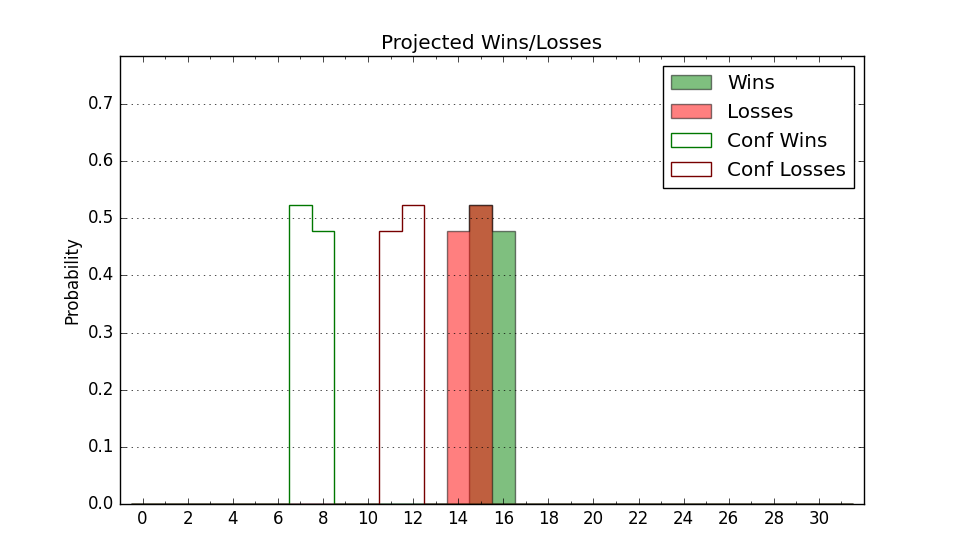 Projected Wins/Losses
Wins
Losses
Conf Wins
Conf Losses
Probability
0.7
0.6
0.5
0.4
0.3
0.2
0.1
0.0
0 2 4 6 8 10 12 14 16 18 20 22 24 26 28 30